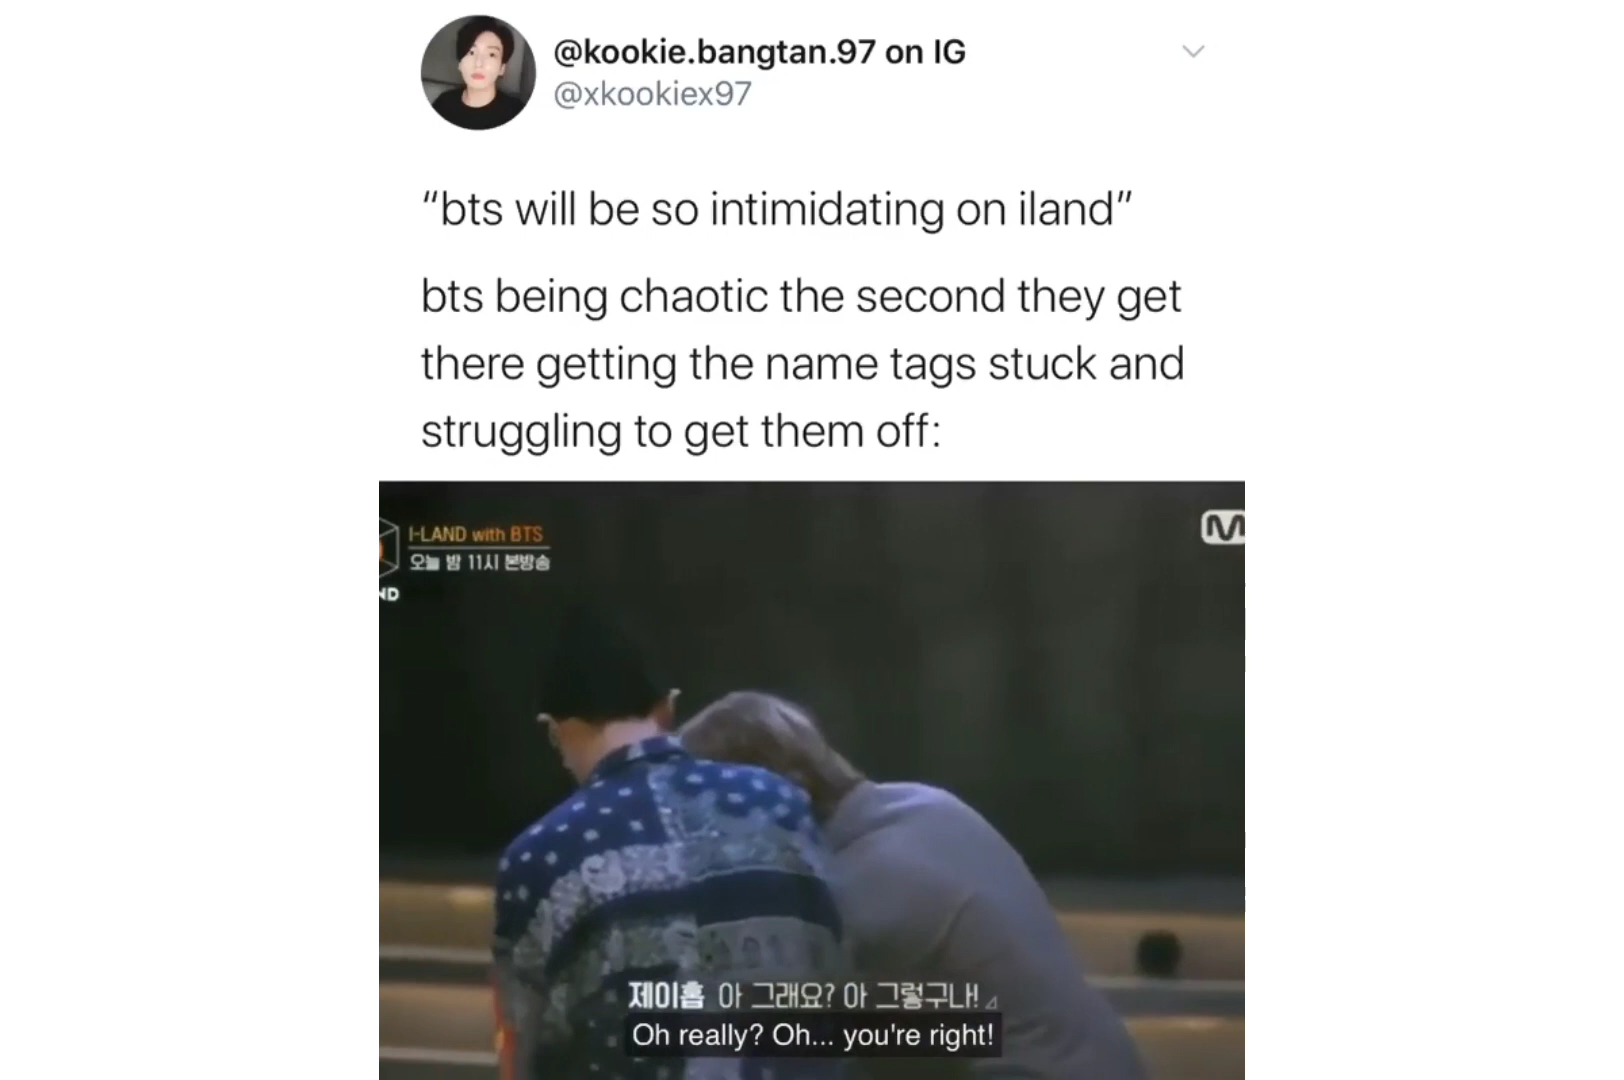 @kookie.bangtan.97 on IG
@xkookiex97
“bts will be so intimidating on iland”
bts being chaotic the second they get
there getting the name tags stuck and
struggling to get them off:
I-LAND with BTS
오늘 밤 11시 본방송
ND
M
제이홉 아 그래요? 아 그렇구나!
Oh really? Oh... you're right!